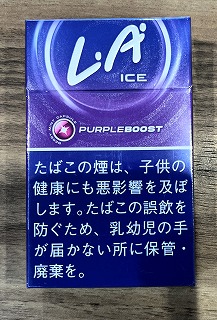 L.A
ICE
PURPLEBOOST
たばこの煙は、子供の
健康にも悪影響を及ぼ
します。たばこの誤飲を
防ぐため、乳幼児の手
が届かない所に保管・
廃棄を。